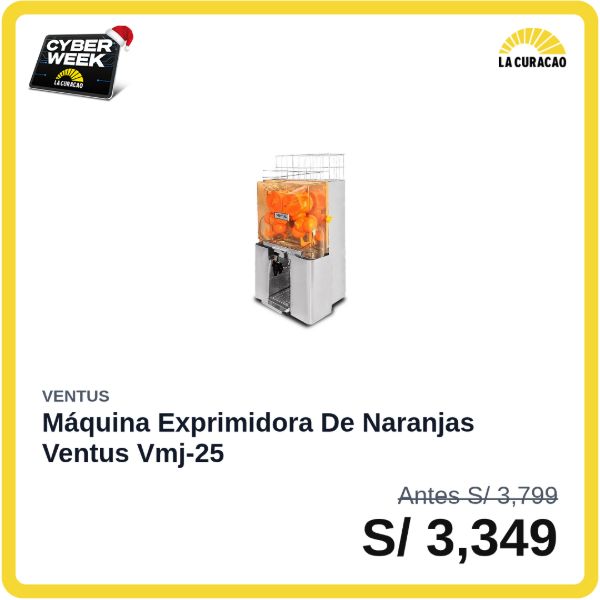 CYBER
WEEK
LA CURACAO
LA CURACAO
VENTUS
Máquina Exprimidora De Naranjas
Ventus Vmj-25
Antes S/ 3,799
S/ 3,349